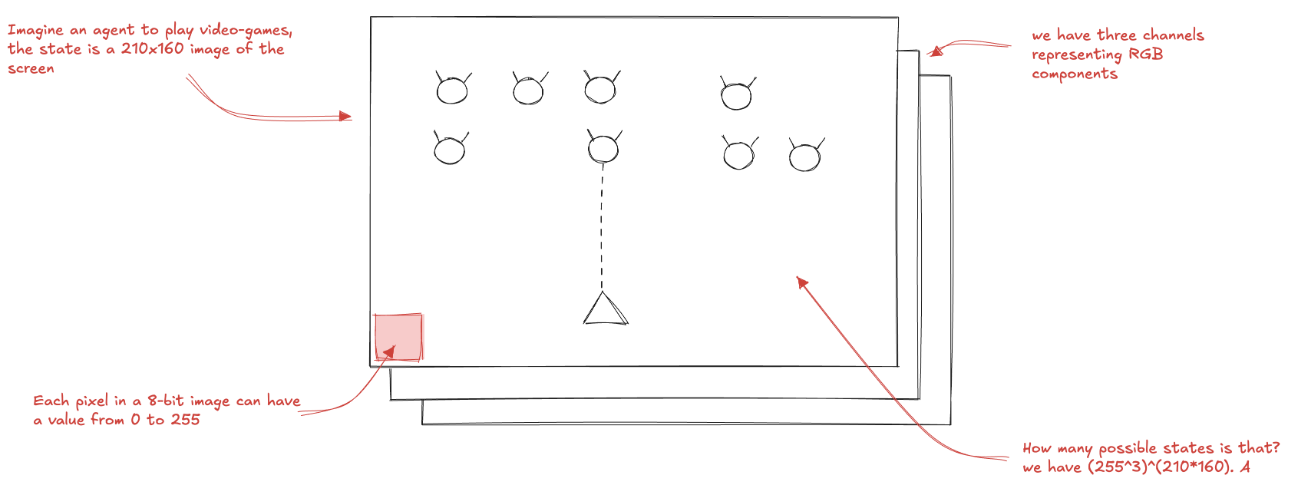 Imagine an agent to play video-games,
the state is a 210x160 image of the
screen
we have three channels
representing RGB
components
Each pixel in a 8-bit image can have
a value from 0 to 255
How many possible states is that?
we have (255^3)^(210*160). A